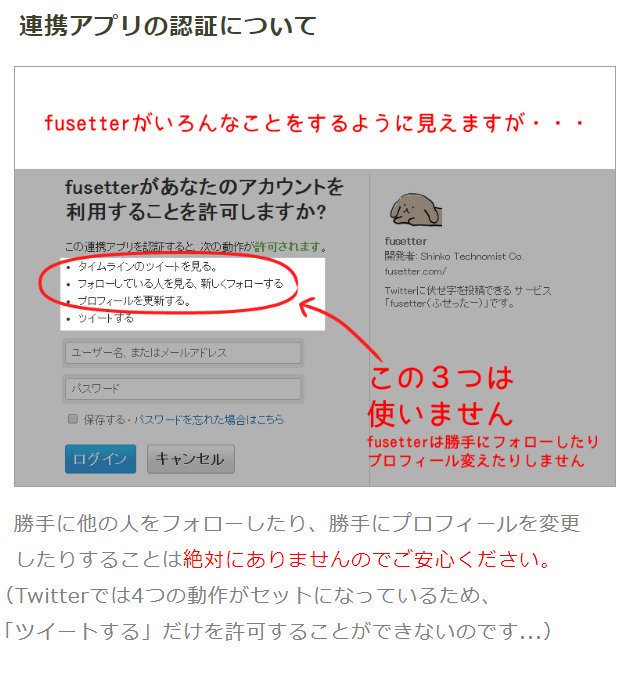 連携アプリの認証について
fusetterがいろんなことをするように見えますが・・・
fusetterがあなたのアカウントを
利用することを許可しますか?
この連携アプリを認証すると、次の動作が許可されます。
• タイムラインのツイートを見る。
• フォローしている人を見る、新しくフォローする
• プロフィールを更新する。
• ツイートする
ユーザー名、またはメールアドレス
パスワード
保存する・パスワードを忘れた場合はこちら
ログイン
キャンセル
fusetter
開発者: Shinko Technomist Co.
fusetter.com/
Twitterに伏せ字を投稿できる サービス
「fusetter(ふせったー)」です。
この３つは
使いません
fusetterは勝手にフォローしたり
プロフィール変えたりしません
勝手に他の人をフォローしたり、勝手にプロフィールを変更
したりすることは絶対にありませんのでご安心ください。
（Twitterでは4つの動作がセットになっているため、
「ツイートする」だけを許可することができないのです...）